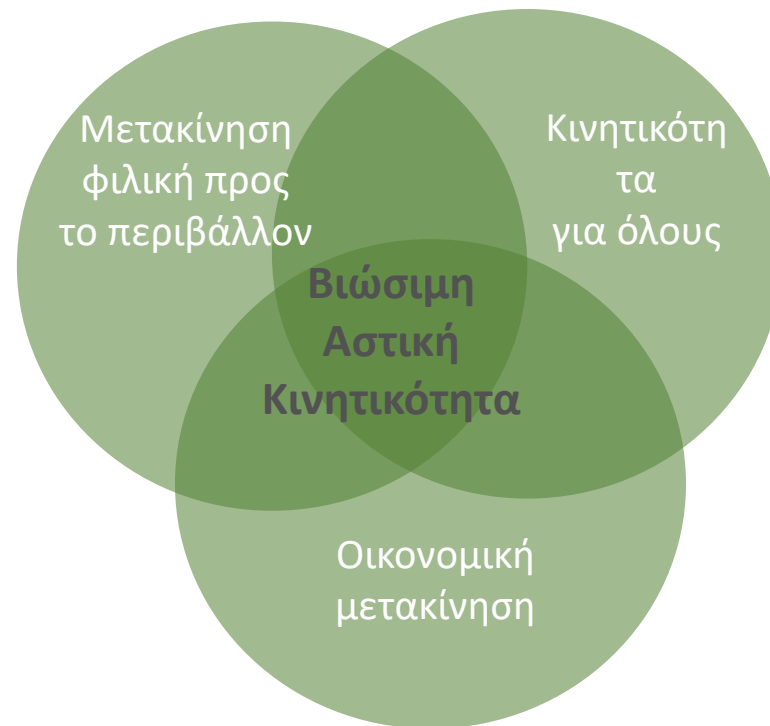 Μετακίνηση
φιλική προς
το περιβάλλον
Κινητικότη
τα
για όλους
Βιώσιμη
Αστική
Κινητικότητα
Οικονομική
μετακίνηση